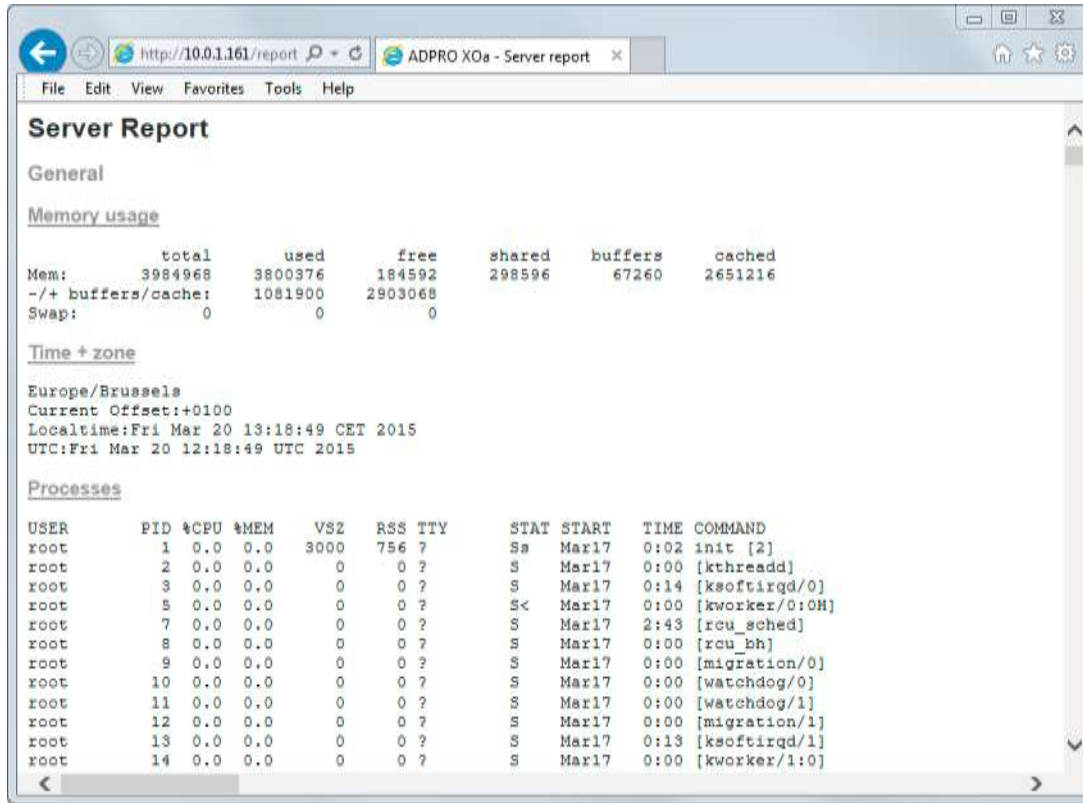 http://10.0.1.161/report
ADPRO XOa - Server report
File Edit View Favorites Tools Help
Server Report
General
Memory usage
total used free shared buffers cached
Mem: 3984968 3800376 184592 298596 67260 2651216
-/+ buffers/cache: 1081900 2903068
Swap: 0 0 0
Time + zone
Europe/Brussels
Current Offset:+0100
Localtime:Fri Mar 20 13:18:49 CET 2015
UTC:Fri Mar 20 12:18:49 UTC 2015
Processes
USER PID %CPU %MEM VSZ RSS TTY STAT START TIME COMMAND
root 1 0.0 0.0 3000 756 ? Ss Mar17 0:02 init [2]
root 2 0.0 0.0 0 0 ? S Mar17 0:00 [kthreadd]
root 3 0.0 0.0 0 0 ? S Mar17 0:14 [ksoftirqd/0]
root 5 0.0 0.0 0 0 ? S< Mar17 0:00 [kworker/0:0H]
root 7 0.0 0.0 0 0 ? S Mar17 2:43 [rcu_sched]
root 8 0.0 0.0 0 0 ? S Mar17 0:00 [rcu_bh]
root 9 0.0 0.0 0 0 ? S Mar17 0:00 [migration/0]
root 10 0.0 0.0 0 0 ? S Mar17 0:00 [watchdog/0]
root 11 0.0 0.0 0 0 ? S Mar17 0:00 [watchdog/1]
root 12 0.0 0.0 0 0 ? S Mar17 0:00 [migration/1]
root 13 0.0 0.0 0 0 ? S Mar17 0:13 [ksoftirqd/1]
root 14 0.0 0.0 0 0 ? S Mar17 0:00 [kworker/1:0]